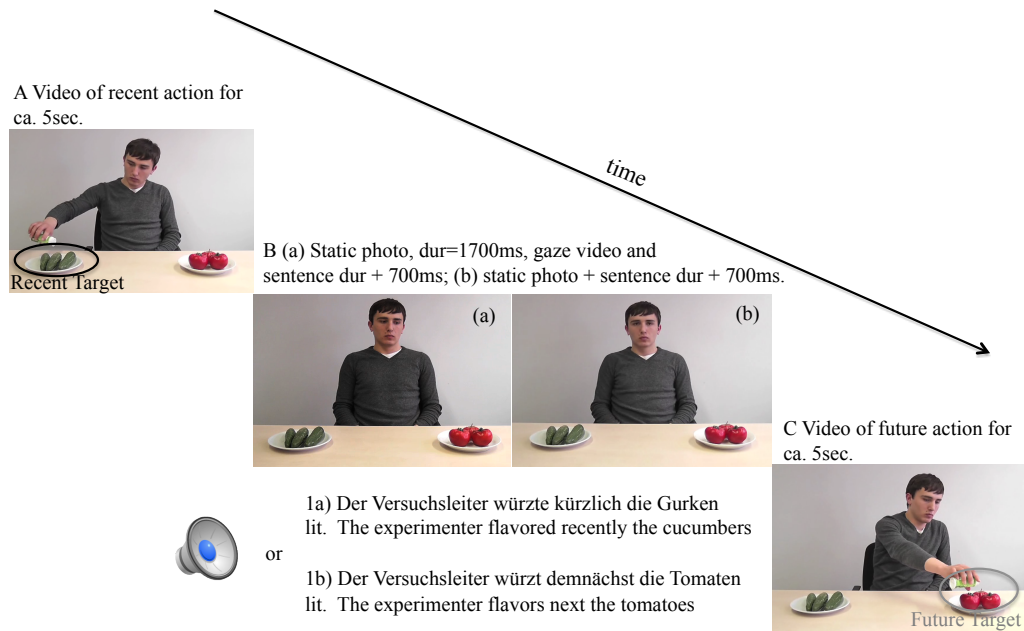 time
A Video of recent action for
ca. 5sec.
Recent Target
B (a) Static photo, dur=1700ms, gaze video and
sentence dur + 700ms; (b) static photo + sentence dur + 700ms.
(a)
(b)
C Video of future action for
ca. 5sec.
1a) Der Versuchsleiter würzte kürzlich die Gurken
lit. The experimenter flavored recently the cucumbers
or
1b) Der Versuchsleiter würzt demnächst die Tomaten
lit. The experimenter flavors next the tomatoes
Future Target